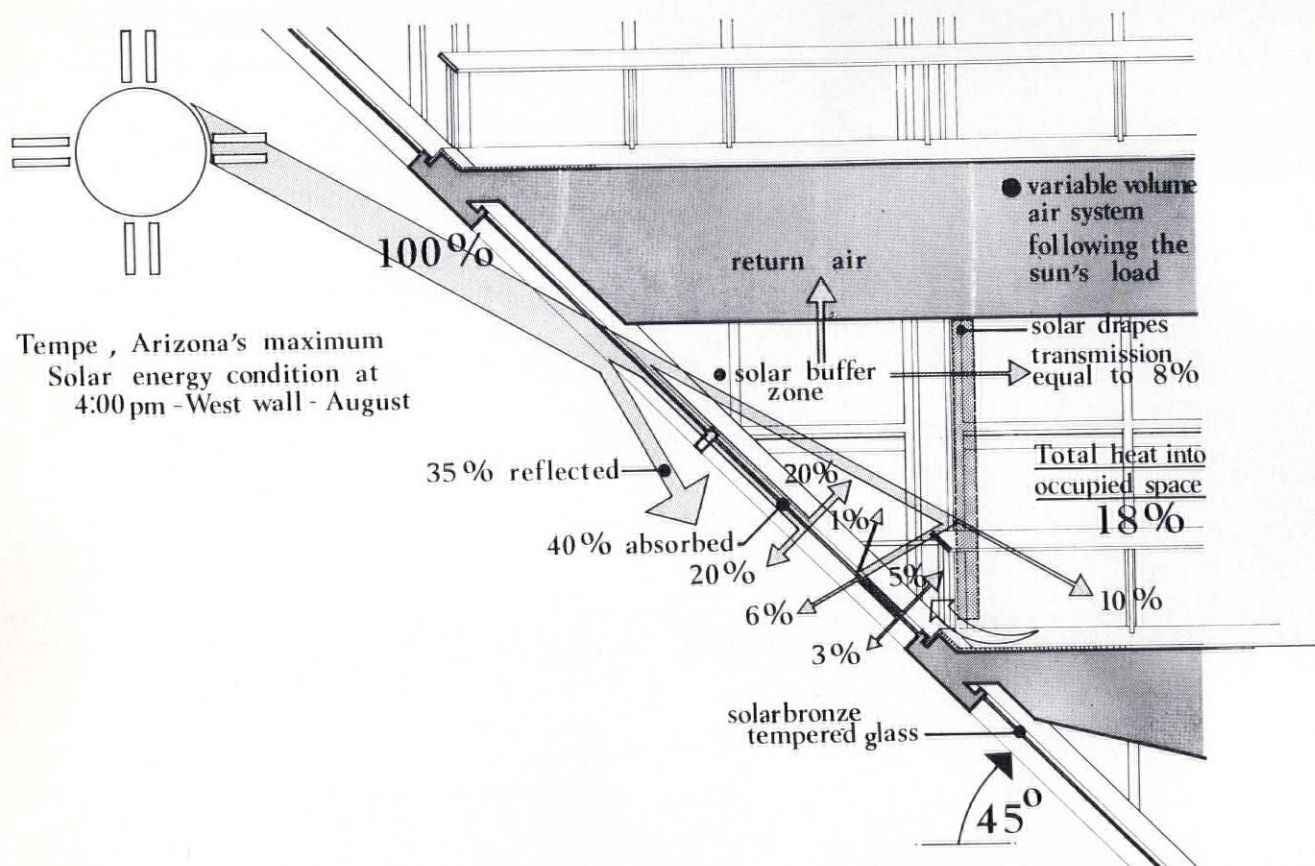 100%
variable volume
air system
following the
sun's load
return air
Tempe, Arizona's maximum
Solar energy condition at
4:00 pm - West wall - August
solar drapes
transmission
equal to 8%
solar buffer
zone
35% reflected
20%
Total heat into
occupied space
18%
1%
40% absorbed
20%
5%
6%
10%
3%
solarbronze
tempered glass
45°